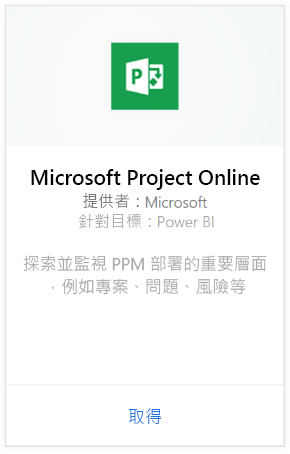 Microsoft Project Online
提供者：Microsoft
針對目標：Power BI
探索並監視 PPM 部署的重要層面
，例如專案、問題、風險等
取得